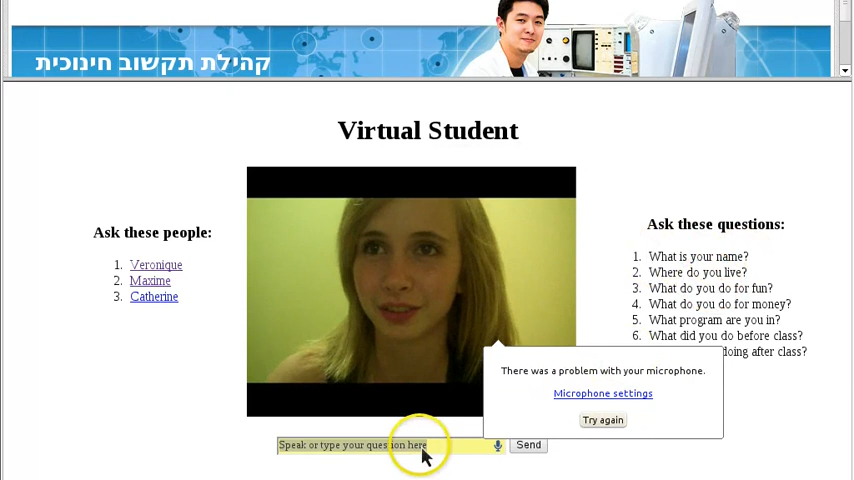 קהילת תקשוב חינוכית
Virtual Student
Ask these people:
1. Veronique
2. Maxime
3. Catherine
Ask these questions:
1. What is your name?
2. Where do you live?
3. What do you do for fun?
4. What do you do for money?
5. What program are you in?
6. What did you do before class?
doing after class?
There was a problem with your microphone.
Microphone settings
Try again
Speak or type your question here
Send